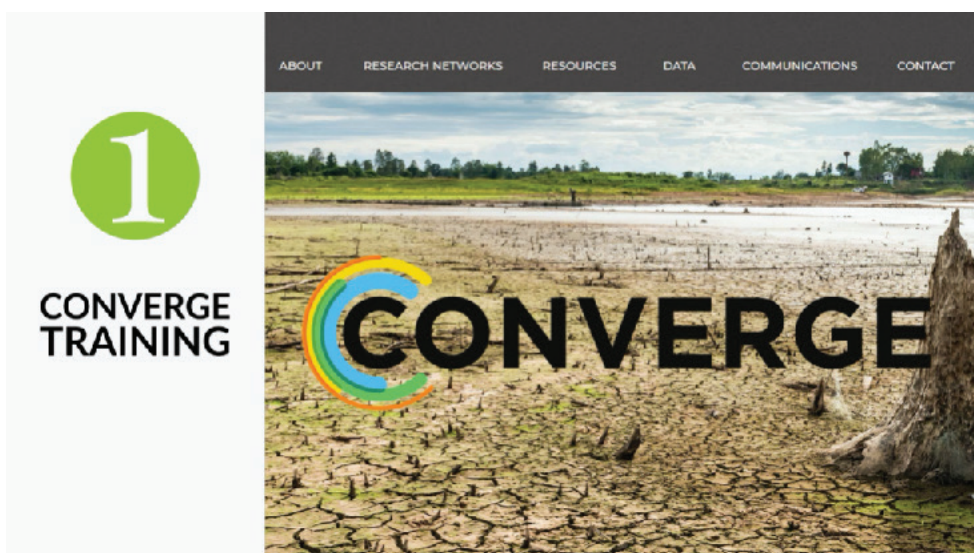 1
CONVERGE
TRAINING
ABOUT RESEARCH NETWORKS RESOURCES DATA COMMUNICATIONS CONTACT
CONVERGE